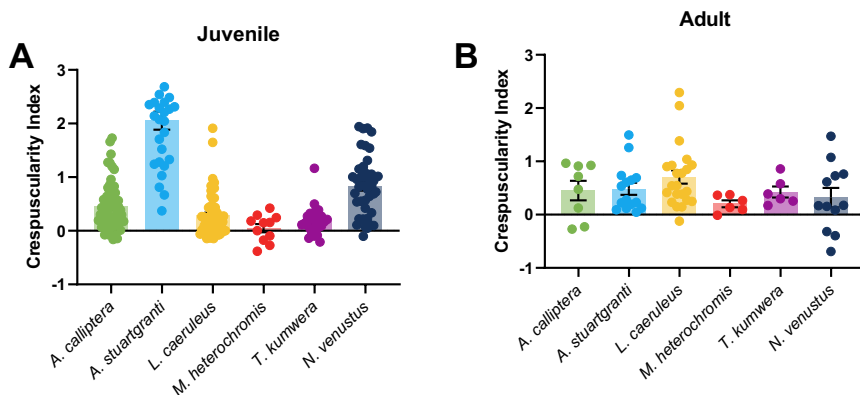 A
Juvenile
Crespuscularity Index
3
2
1
0
-1
A. calliptera
A. stuartgranti
L. caeruleus
M. heterochromis
T. kumwera
N. venustus
B
Adult
Crespuscularity Index
3
2
1
0
-1
A. calliptera
A. stuartgranti
L. caeruleus
M. heterochromis
T. kumwera
N. venustus